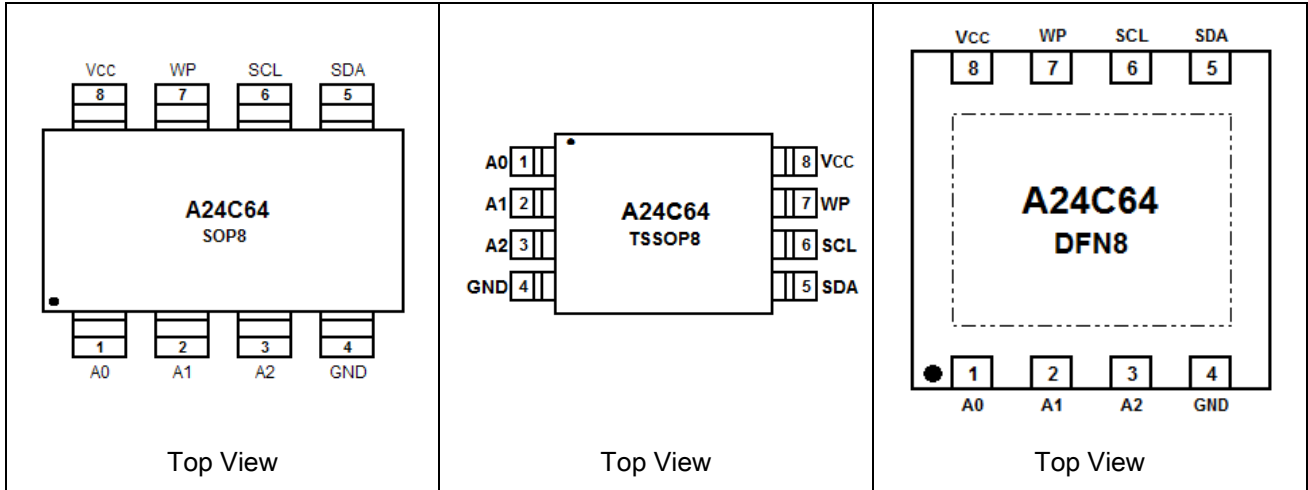 VCC WP SCL SDA
8 7 6 5
A24C64
SOP8
1 2 3 4
A0 A1 A2 GND
Top View
A0 1 8 VCC
A1 2 7 WP
A2 3 6 SCL
GND 4 5 SDA
A24C64
TSSOP8
Top View
VCC WP SCL SDA
8 7 6 5
A24C64
DFN8
1 2 3 4
A0 A1 A2 GND
Top View